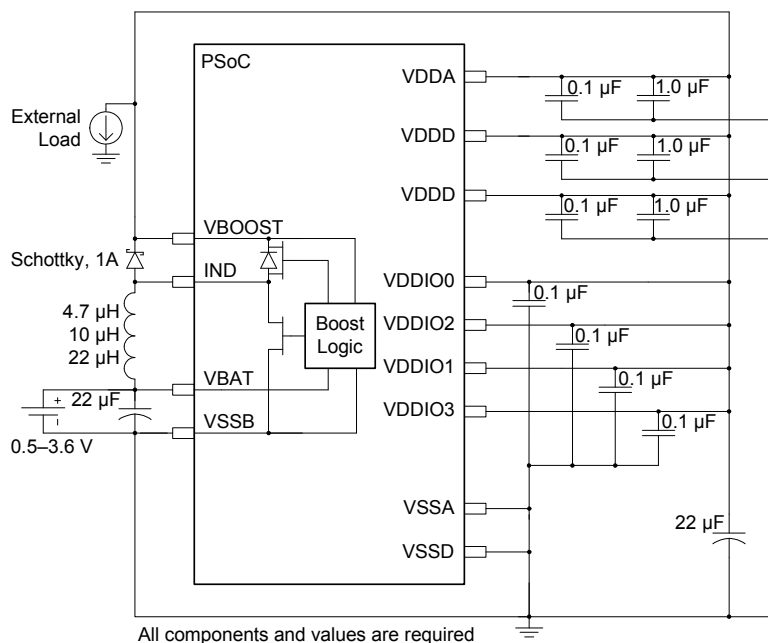 PSoC
VDDA
0.1 µF 1.0 µF
External
Load
VDDD
0.1 µF 1.0 µF
VDDD
0.1 µF 1.0 µF
VBOOST
Schottky, 1A
IND
VDDIO0
0.1 µF
4.7 µH
10 µH
22 µH
Boost
Logic
VDDIO2
0.1 µF
VDDIO1
0.1 µF
VBAT
22 µF
+
VDDIO3
0.1 µF
VSSB
0.5–3.6 V
VSSA
22 µF
VSSD
All components and values are required